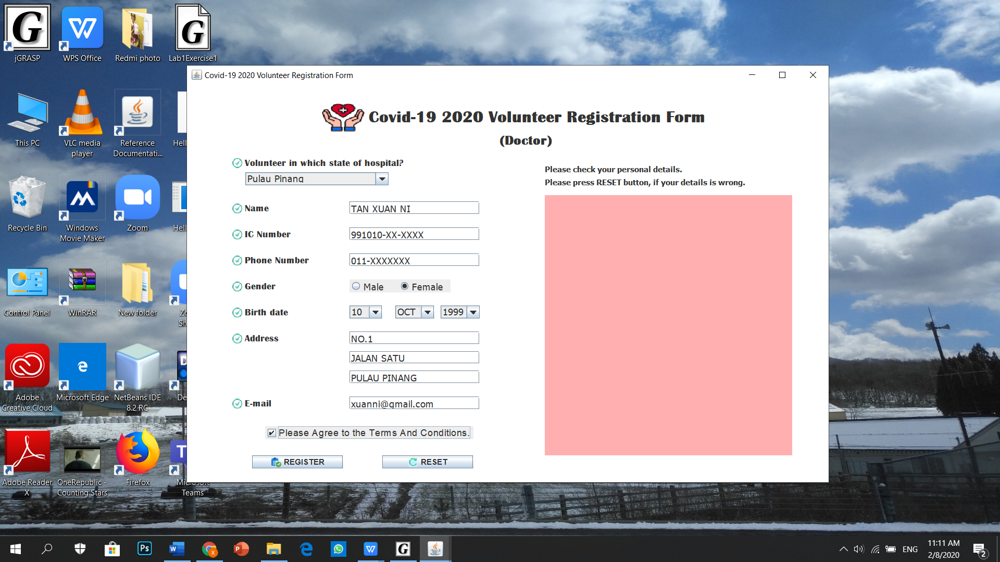 jGRASP
WPS Office
Redmi photo
Lab1Exercise1
This PC
VLC media player
Reference Documentati...
Hell
Recycle Bin
Windows Movie Maker
Zoom
Hell
Control Panel
WinRAR
New folder
Zo
Sh
Adobe Creative Cloud
Microsoft Edge
NetBeans IDE 8.2 RC
De
Adobe Reader X
OneRepublic - Counting Stars
Firefox
Microsoft Teams
Covid-19 2020 Volunteer Registration Form
Covid-19 2020 Volunteer Registration Form
(Doctor)
Volunteer in which state of hospital?
Pulau Pinang
Name TAN XUAN NI
IC Number 991010-XX-XXXX
Phone Number 011-XXXXXXX
Gender Male Female
Birth date 10 OCT 1999
Address NO.1
JALAN SATU
PULAU PINANG
E-mail xuanni@gmail.com
Please Agree to the Terms And Conditions.
REGISTER RESET
Please check your personal details.
Please press RESET button, if your details is wrong.
ENG
11:11 AM
2/8/2020
2